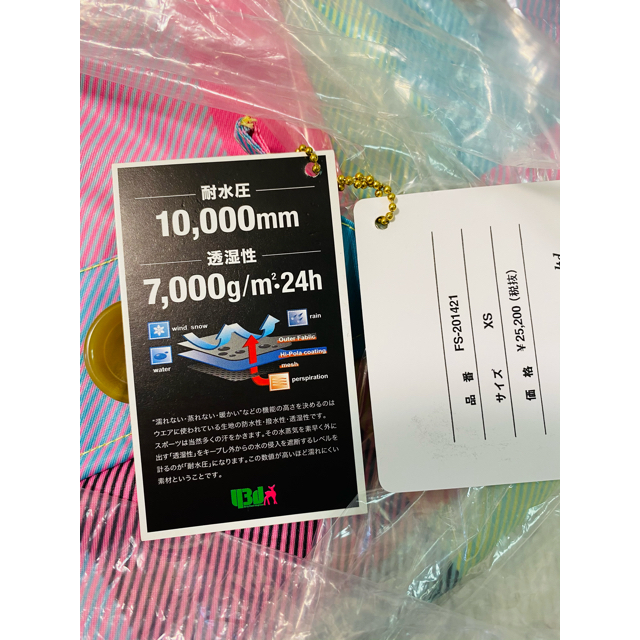 耐水圧
10,000mm
透湿性
7,000g/m²·24h
wind snow
rain
water
Outer Fablic
Hi-Pola coating
mesh
perspiration
"濡れない・蒸れない・暖かい"などの機能の高さを決めるのは
ウエアに使われている生地の防水性・撥水性・透湿性です。
スポーツは当然多くの汗をかきます。その水蒸気を素早く外に
出す「透湿性」をキープし外からの水の侵入を遮断するレベルを
計るのが「耐水圧」になります。この数値が高いほど濡れにくい
素材ということです。
43d
品番 FS-201421
サイズ XS
価格 ¥25,200 (税抜)